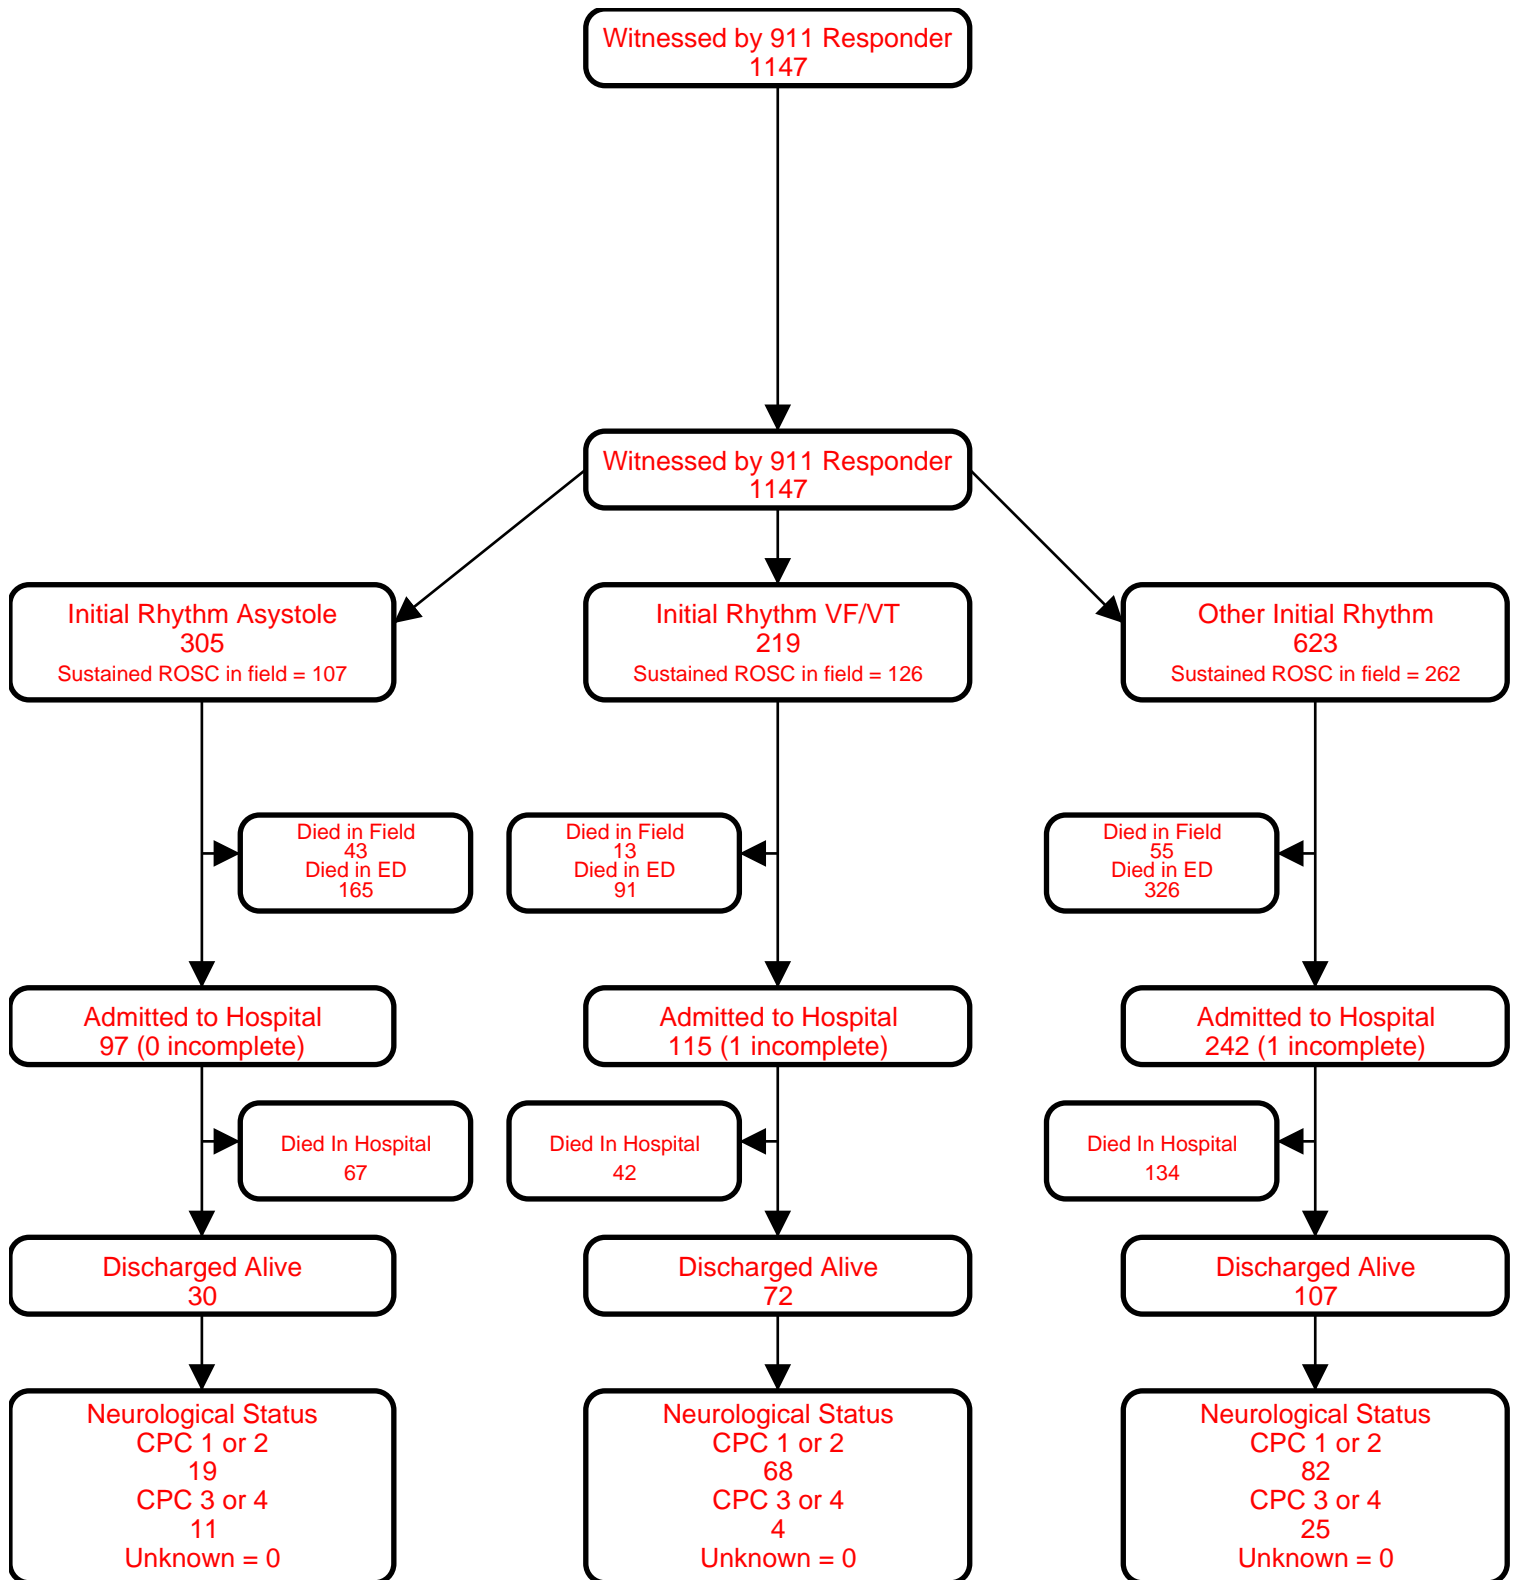 Witnessed by 911 Responder
1147
Witnessed by 911 Responder
1147
Initial Rhythm Asystole
305
Sustained ROSC in field = 107
Initial Rhythm VF/VT
219
Sustained ROSC in field = 126
Other Initial Rhythm
623
Sustained ROSC in field = 262
Died in Field
43
Died in ED
165
Died in Field
13
Died in ED
91
Died in Field
55
Died in ED
326
Admitted to Hospital
97 (0 incomplete)
Admitted to Hospital
115 (1 incomplete)
Admitted to Hospital
242 (1 incomplete)
Died In Hospital
67
Died In Hospital
42
Died In Hospital
134
Discharged Alive
30
Discharged Alive
72
Discharged Alive
107
Neurological Status
CPC 1 or 2
19
CPC 3 or 4
11
Unknown = 0
Neurological Status
CPC 1 or 2
68
CPC 3 or 4
4
Unknown = 0
Neurological Status
CPC 1 or 2
82
CPC 3 or 4
25
Unknown = 0